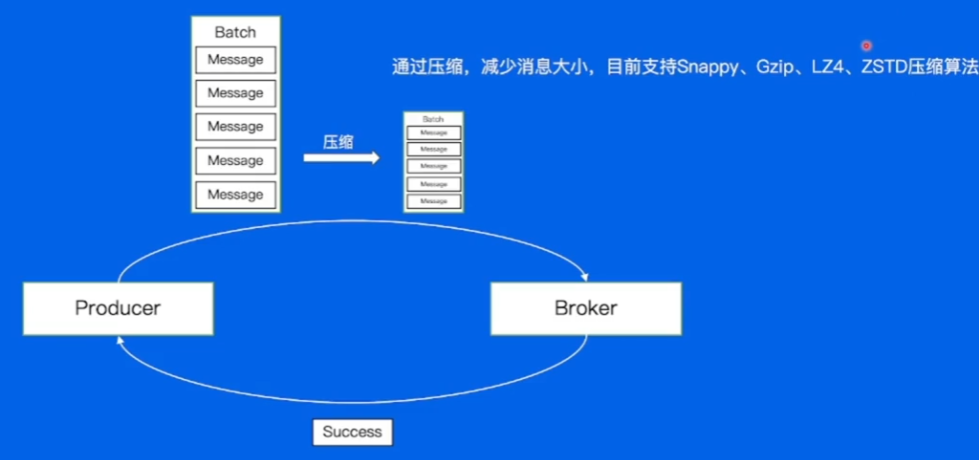 Batch
Message
Message
Message
Message
Message
通过压缩，减少消息大小，目前支持Snappy、Gzip、LZ4、ZSTD压缩算法
压缩
Batch
Message
Message
Message
Message
Message
Producer
Broker
Success